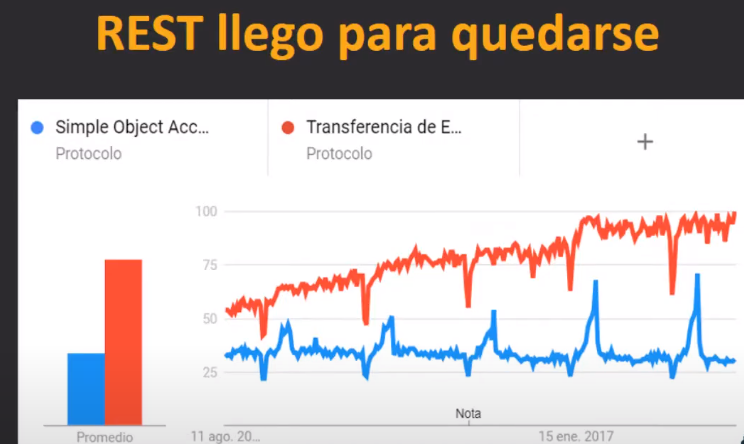 REST llego para quedarse
Simple Object Acc...
Protocolo
Transferencia de E...
Protocolo
+
100
75
50
25
Nota
Promedio
11 ago. 20...
15 ene. 2017